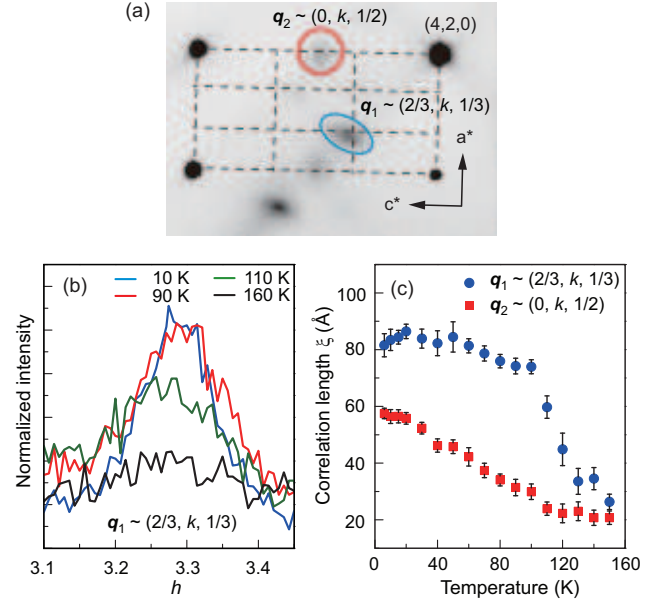 (a)
q₂ ~ (0, k, 1/2)
(4,2,0)
q₁ ~ (2/3, k, 1/3)
a*
c*
(b)
10 K
110 K
90 K
160 K
Normalized intensity
q₁ ~ (2/3, k, 1/3)
3.1
3.2
3.3
3.4
h
(c)
q₁ ~ (2/3, k, 1/3)
q₂ ~ (0, k, 1/2)
Correlation length ξ (Å)
100
80
60
40
20
0
40
80
120
160
Temperature (K)